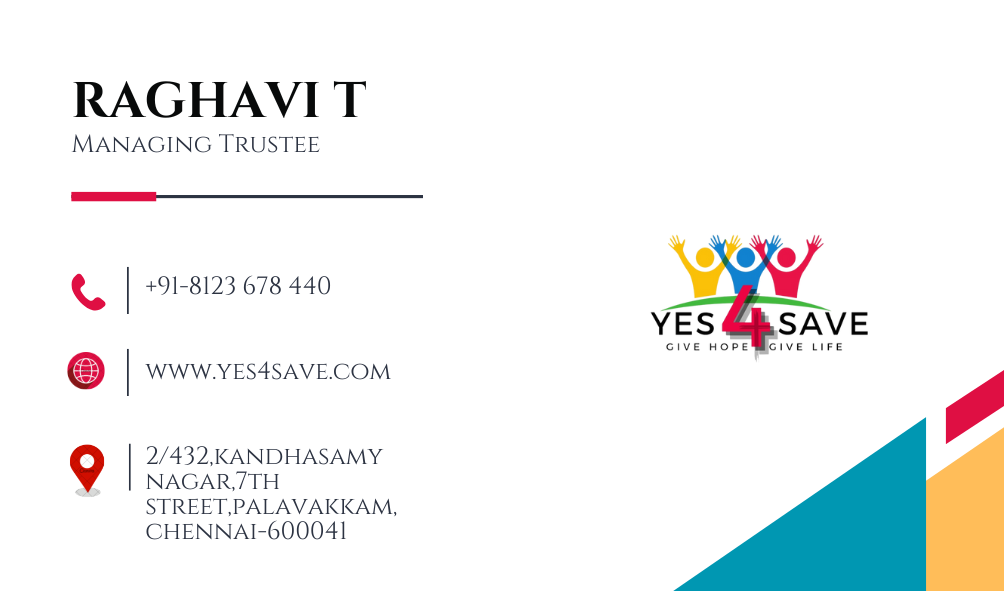 RAGHAVI T
Managing Trustee
+91-8123 678 440
www.yes4save.com
2/432,kandhasamy
nagar,7th
street,palavakkam,
chennai-600041
YES 4 SAVE
GIVE HOPE GIVE LIFE